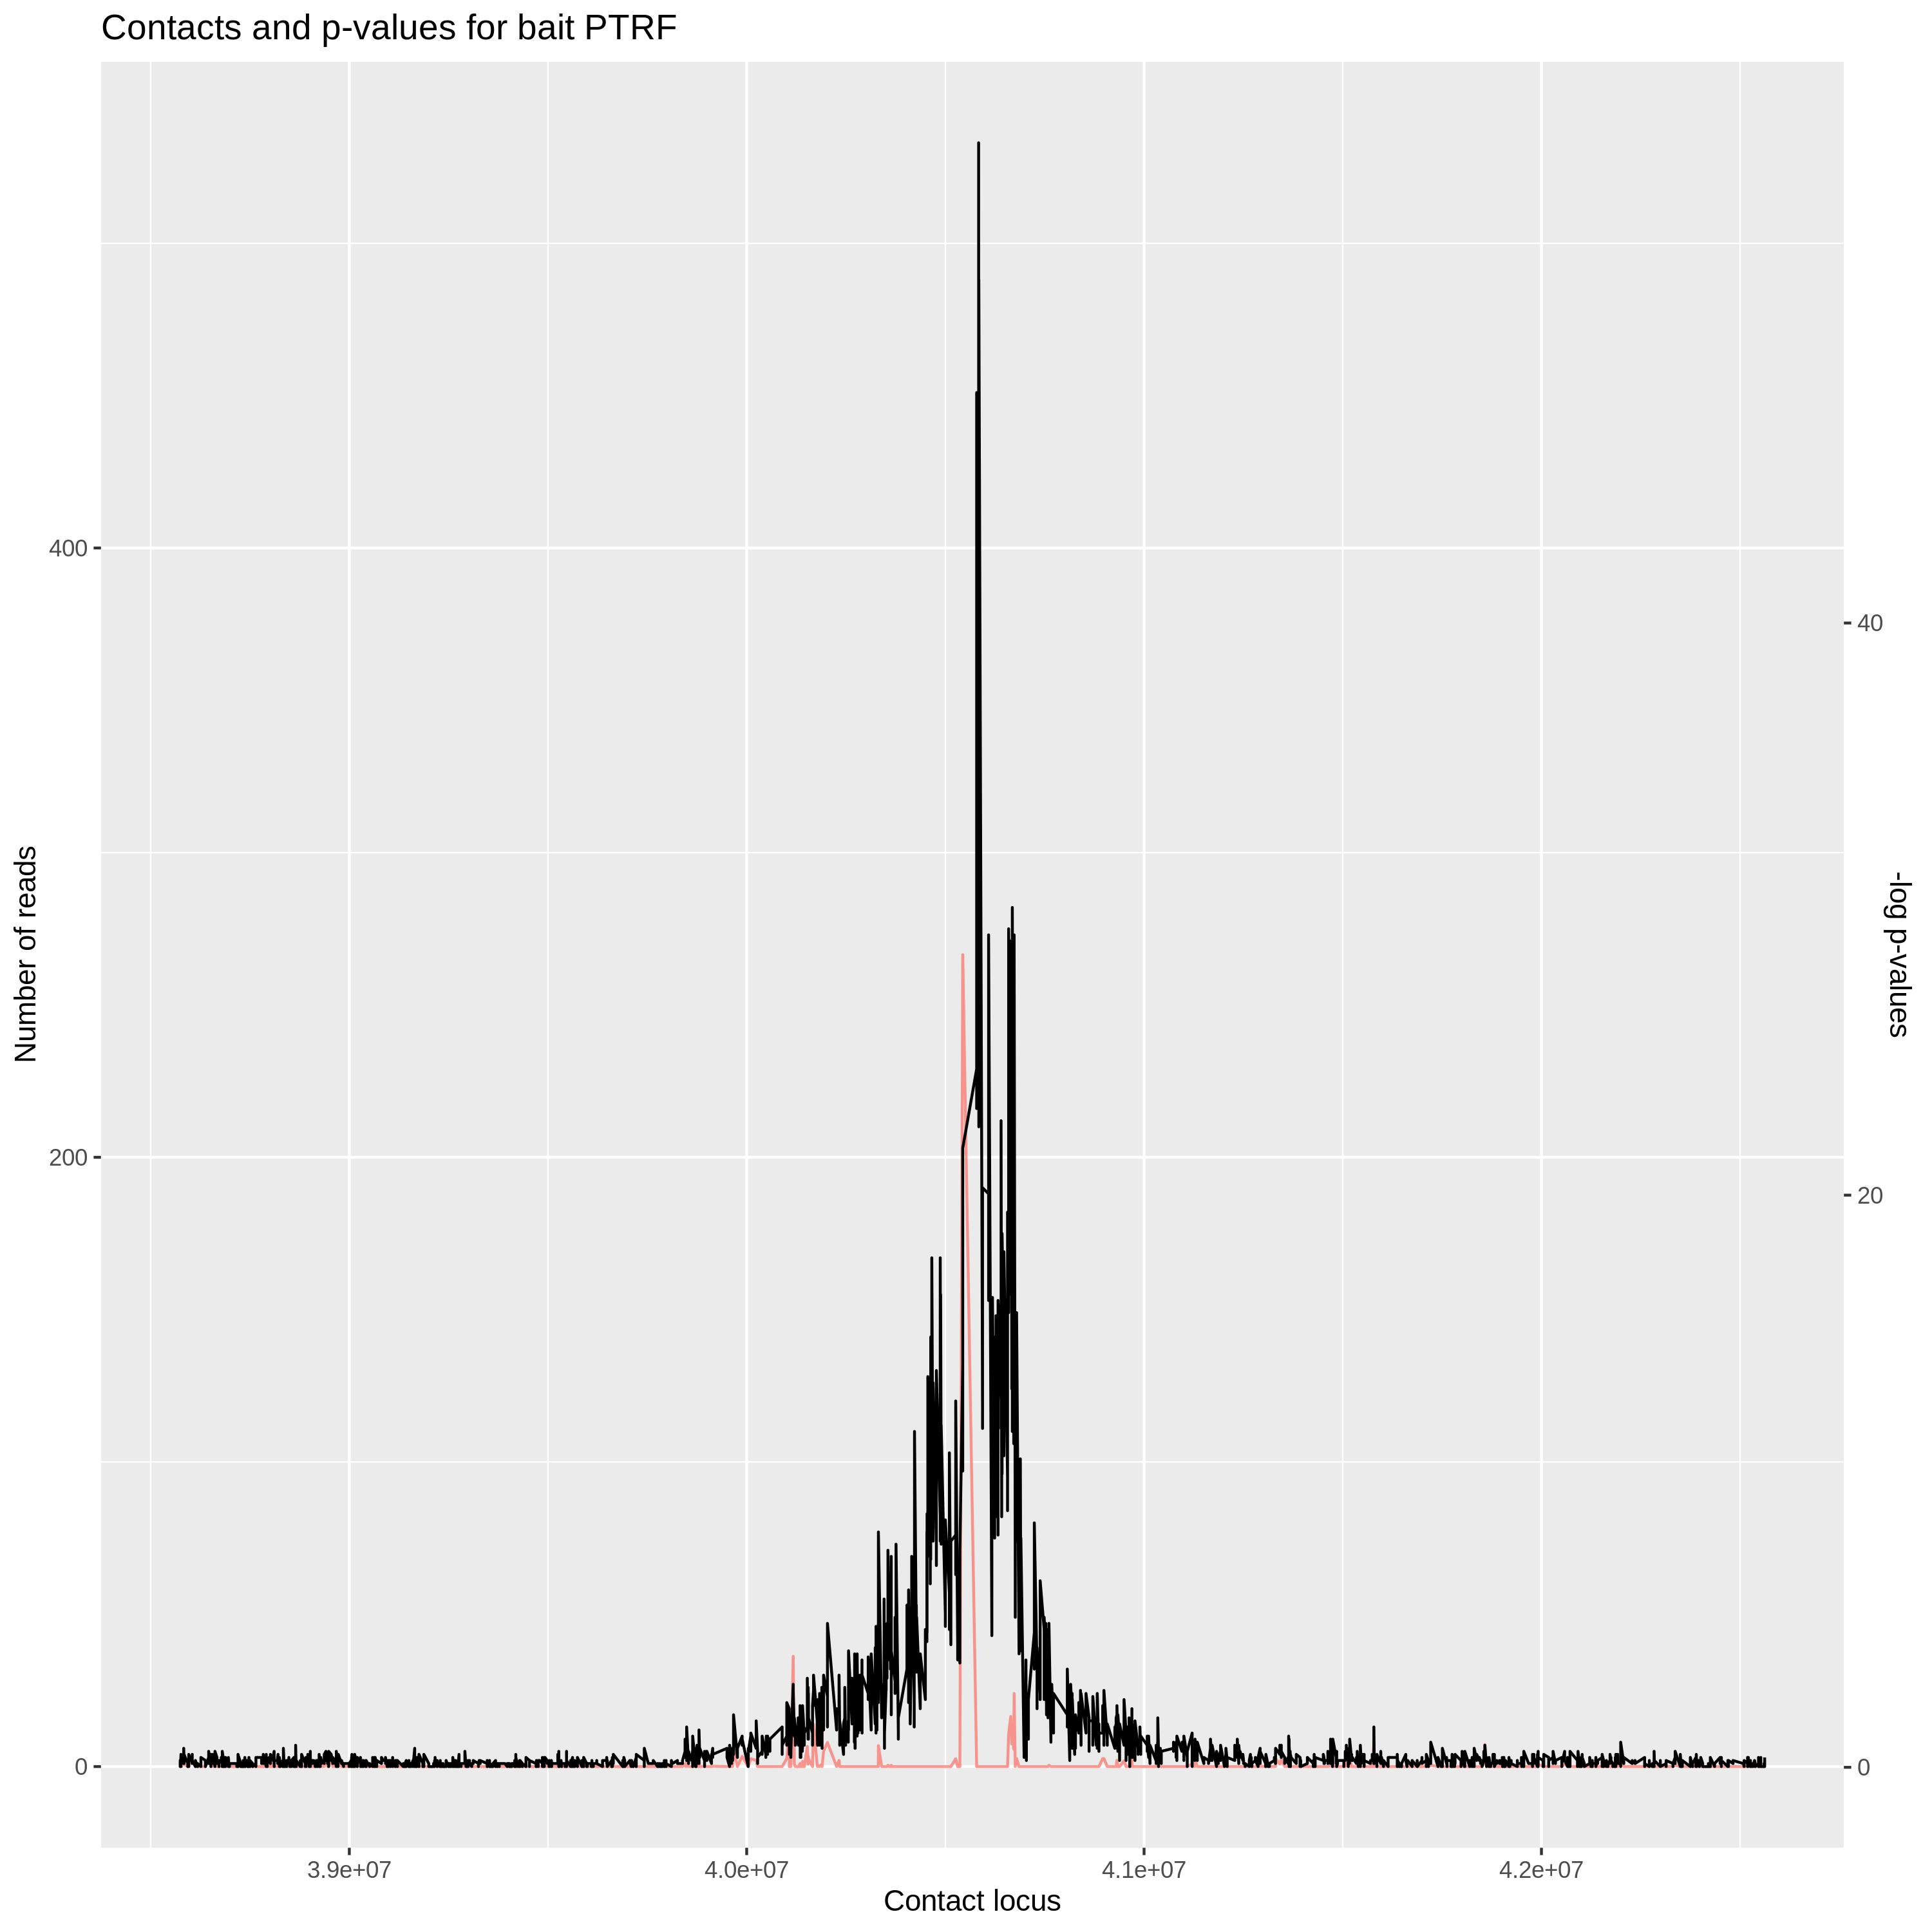 Contacts and p-values for bait PTRF
400
200
0
Number of reads
40
20
0
-log p-values
3.9e+07
4.0e+07
4.1e+07
4.2e+07
Contact locus